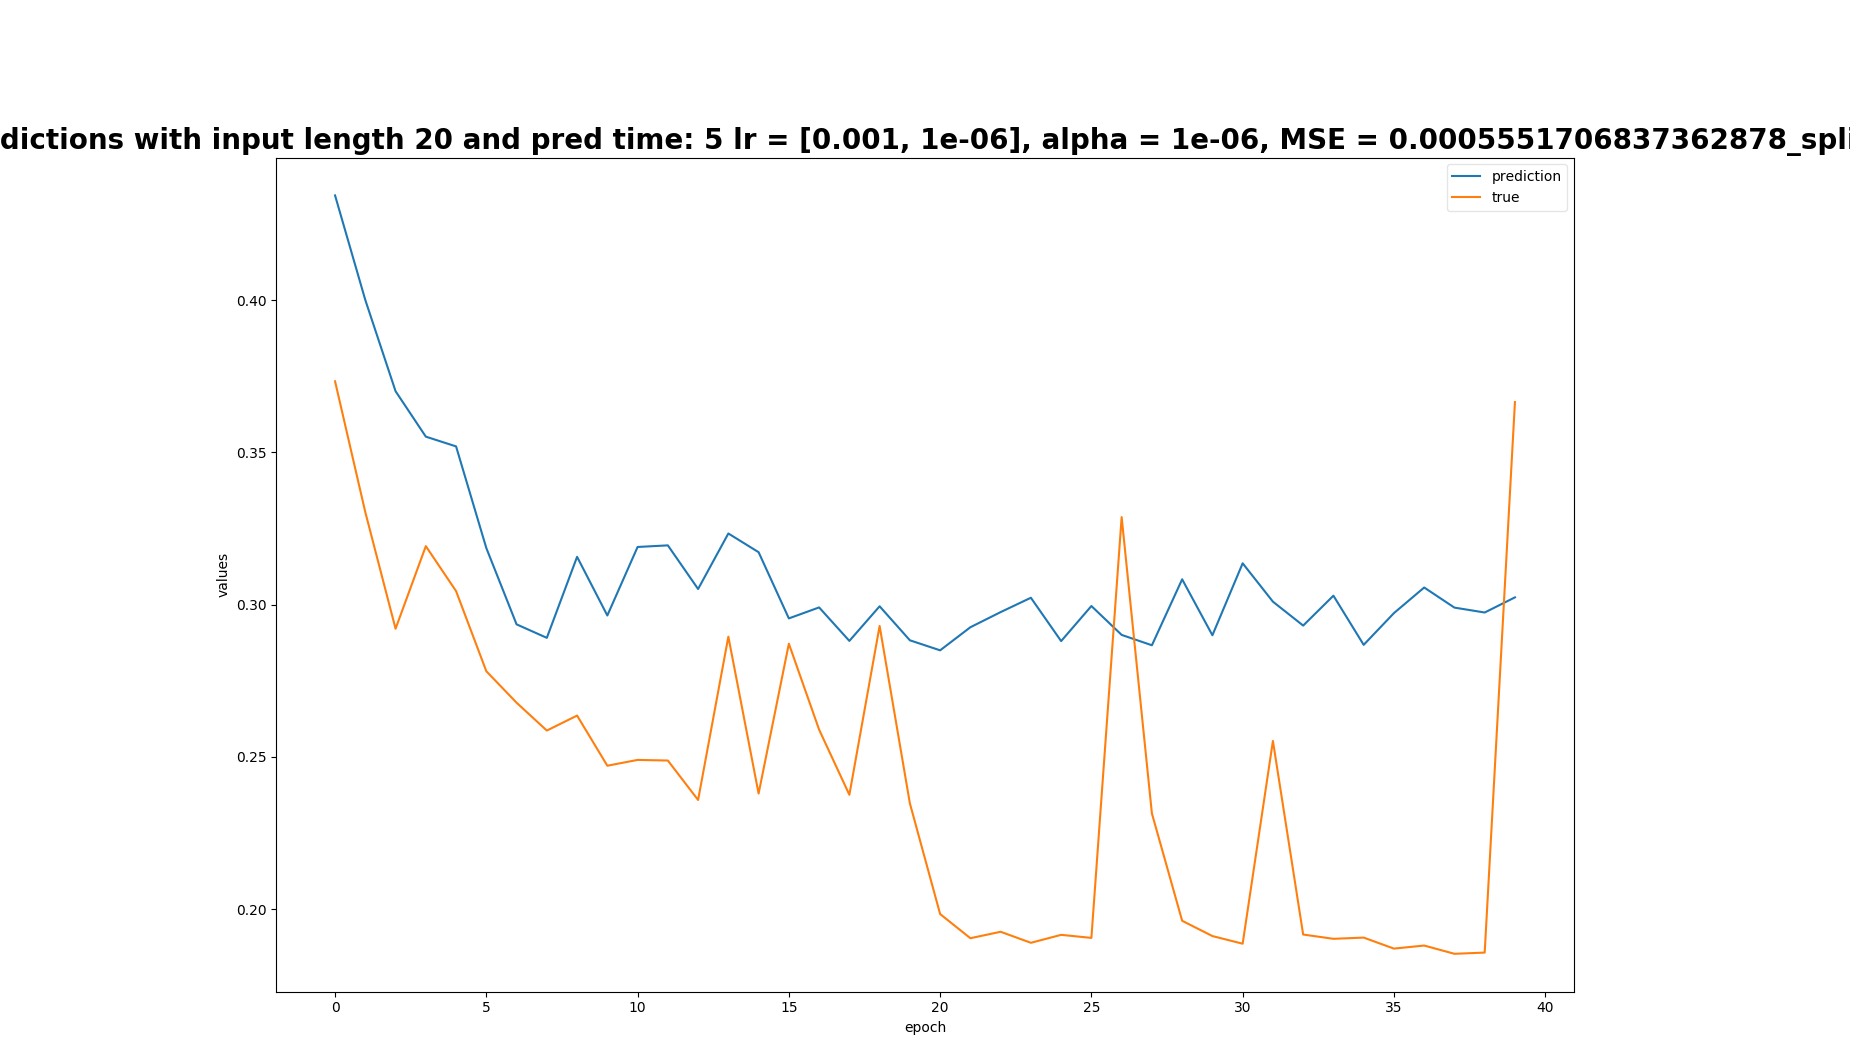 dictions with input length 20 and pred time: 5 lr = [0.001, 1e-06], alpha = 1e-06, MSE = 0.0005551706837362878_spli
prediction
true
0.40
0.35
0.30
0.25
0.20
values
0 5 10 15 20 25 30 35 40
epoch